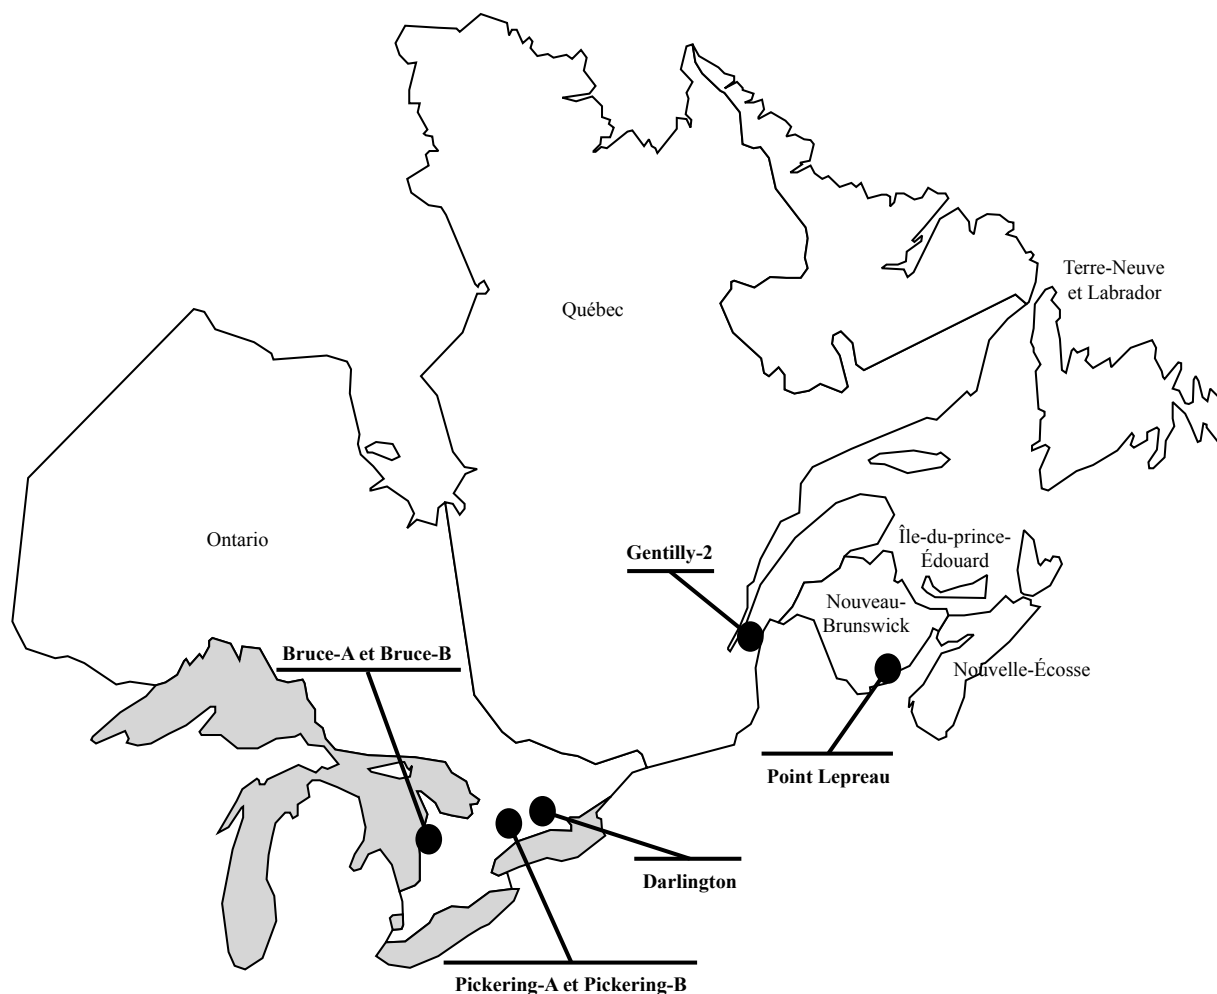 Terre-Neuve
et Labrador
Québec
Ontario
Île-du-prince-
Édouard
Gentilly-2
Nouveau-
Brunswick
Bruce-A et Bruce-B
Nouvelle-Écosse
Point Lepreau
Darlington
Pickering-A et Pickering-B